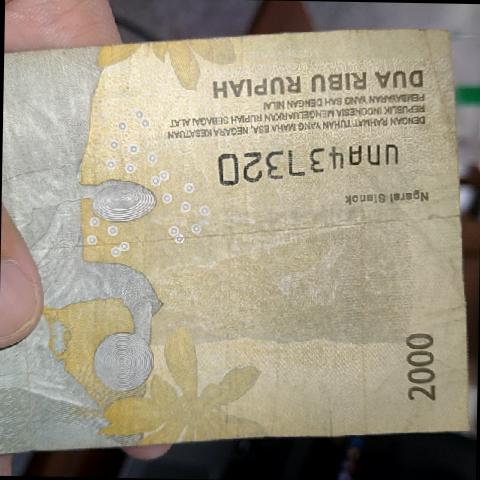 DUA RIBU RUPIAH
DENGAN RAHMAT TUHAN YANG MAHA ESA, NEGARA KESATUAN
REPUBLIK INDONESIA MENGELUARKAN RUPIAH SEBAGAI ALAT
PEMBAYARAN YANG SAH DENGAN NILAI
UNA437320
Ngarai Sianok
2000